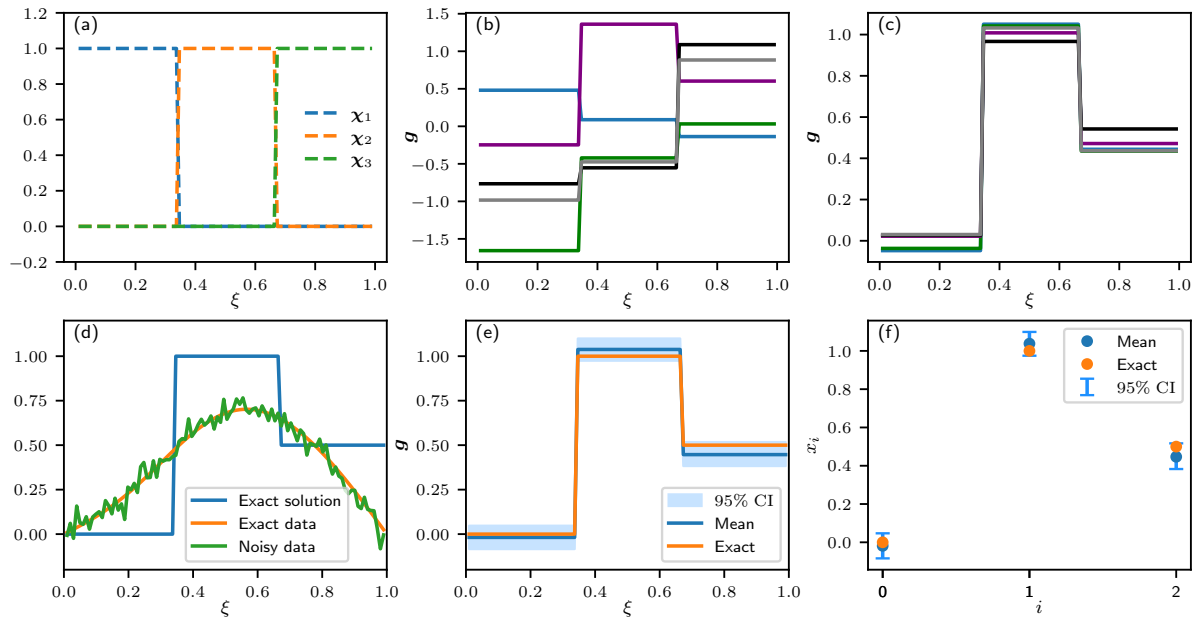 (a)
1.2
1.0
0.8
0.6
0.4
0.2
0.0
−0.2
χ1
χ2
χ3
0.0 0.2 0.4 0.6 0.8 1.0
ξ
(b)
1.5
1.0
0.5
0.0
−0.5
−1.0
−1.5
g
0.0 0.2 0.4 0.6 0.8 1.0
ξ
(c)
1.0
0.8
0.6
0.4
0.2
0.0
g
0.0 0.2 0.4 0.6 0.8 1.0
ξ
(d)
1.00
0.75
0.50
0.25
0.00
Exact solution
Exact data
Noisy data
0.0 0.2 0.4 0.6 0.8 1.0
ξ
(e)
1.00
0.75
0.50
0.25
0.00
g
95% CI
Mean
Exact
0.0 0.2 0.4 0.6 0.8 1.0
ξ
(f)
1.0
0.8
0.6
0.4
0.2
0.0
xi
Mean
Exact
95% CI
0 1 2
i